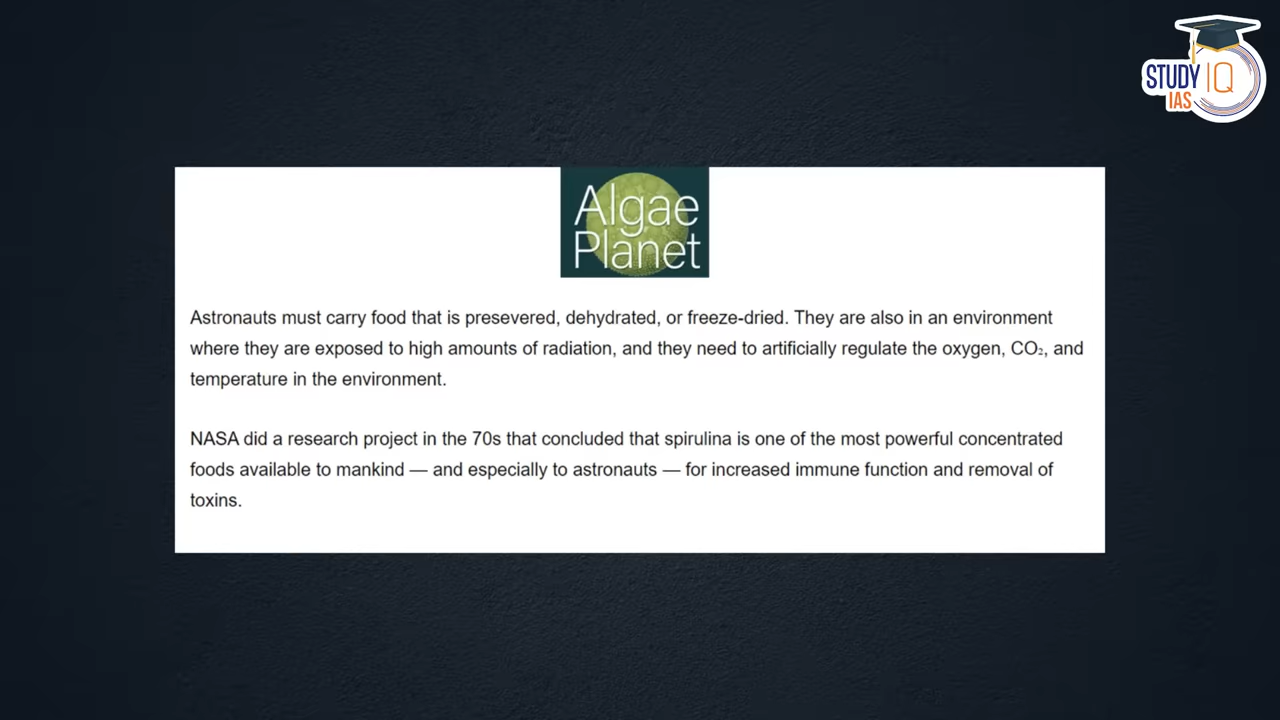 STUDY IQ
IAS
Algae
Planet
Astronauts must carry food that is presevered, dehydrated, or freeze-dried. They are also in an environment
where they are exposed to high amounts of radiation, and they need to artificially regulate the oxygen, CO₂, and
temperature in the environment.
NASA did a research project in the 70s that concluded that spirulina is one of the most powerful concentrated
foods available to mankind — and especially to astronauts — for increased immune function and removal of
toxins.